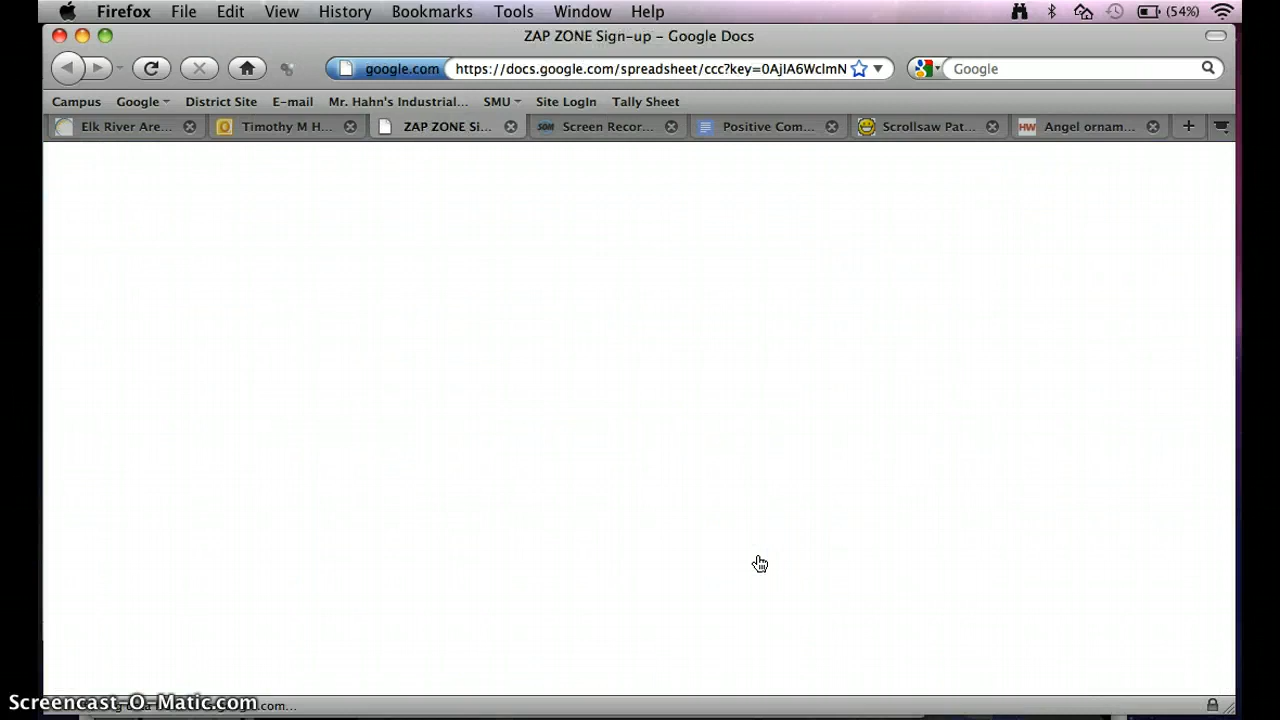 Firefox File Edit View History Bookmarks Tools Window Help (54%)
ZAP ZONE Sign-up – Google Docs
google.com https://docs.google.com/spreadsheet/ccc?key=0AjIA6WclmN Google
Campus Google District Site E-mail Mr. Hahn's Industrial... SMU Site LogIn Tally Sheet
Elk River Are... Timothy M H... ZAP ZONE Si... SOM Screen Recor... Positive Com... Scrollsaw Pat... HW Angel ornam...
Screencast-O-Matic.com